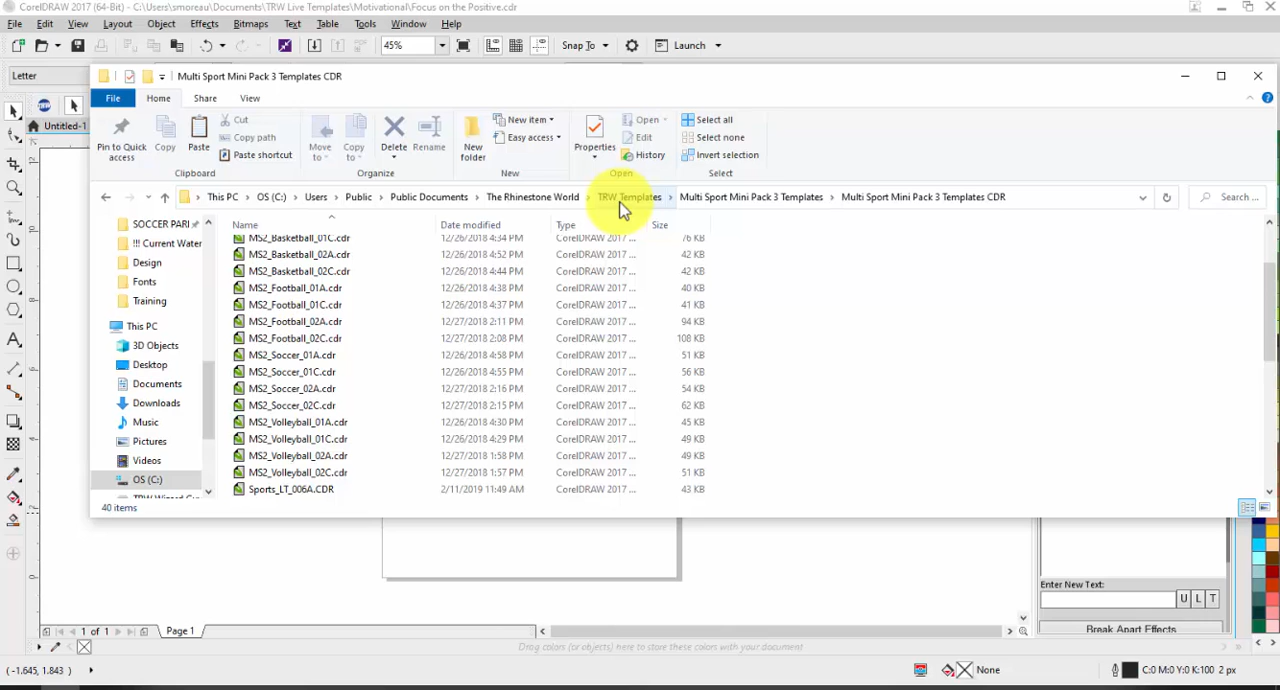 CorelDRAW 2017 (64-Bit) - C:\Users\smoreau\Documents\TRW Live Templates\Motivational\Focus on the Positive.cdr
File Edit View Layout Object Effects Bitmaps Text Table Tools Window Help
45% Snap To Launch
Letter
Multi Sport Mini Pack 3 Templates CDR
File Home Share View
Untitled-1
Pin to Quick access
Copy
Paste
Cut
Copy path
Paste shortcut
Move to
Copy to
Delete
Rename
New folder
New item
Easy access
Properties
Open
Edit
History
Select all
Select none
Invert selection
Clipboard Organize New Open Select
This PC > OS (C:) > Users > Public > Public Documents > The Rhinestone World > TRW Templates > Multi Sport Mini Pack 3 Templates > Multi Sport Mini Pack 3 Templates CDR
Search ...
Name Date modified Type Size
SOCCER PARI
!!! Current Water
Design
Fonts
Training
This PC
3D Objects
Desktop
Documents
Downloads
Music
Pictures
Videos
OS (C:)
MS2_Basketball_01C.cdr 12/26/2018 4:34 PM CorelDRAW 2017 ... 76 KB
MS2_Basketball_02A.cdr 12/26/2018 4:52 PM CorelDRAW 2017 ... 42 KB
MS2_Basketball_02C.cdr 12/26/2018 4:44 PM CorelDRAW 2017 ... 42 KB
MS2_Football_01A.cdr 12/26/2018 4:38 PM CorelDRAW 2017 ... 40 KB
MS2_Football_01C.cdr 12/26/2018 4:37 PM CorelDRAW 2017 ... 41 KB
MS2_Football_02A.cdr 12/27/2018 2:11 PM CorelDRAW 2017 ... 94 KB
MS2_Football_02C.cdr 12/27/2018 2:08 PM CorelDRAW 2017 ... 108 KB
MS2_Soccer_01A.cdr 12/26/2018 4:58 PM CorelDRAW 2017 ... 51 KB
MS2_Soccer_01C.cdr 12/26/2018 4:55 PM CorelDRAW 2017 ... 56 KB
MS2_Soccer_02A.cdr 12/27/2018 2:16 PM CorelDRAW 2017 ... 54 KB
MS2_Soccer_02C.cdr 12/27/2018 2:15 PM CorelDRAW 2017 ... 62 KB
MS2_Volleyball_01A.cdr 12/26/2018 4:30 PM CorelDRAW 2017 ... 45 KB
MS2_Volleyball_01C.cdr 12/26/2018 4:29 PM CorelDRAW 2017 ... 49 KB
MS2_Volleyball_02A.cdr 12/27/2018 1:58 PM CorelDRAW 2017 ... 49 KB
MS2_Volleyball_02C.cdr 12/27/2018 1:57 PM CorelDRAW 2017 ... 51 KB
Sports_LT_006A.CDR 2/11/2019 11:49 AM CorelDRAW 2017 ... 43 KB
40 items
Enter New Text:
U L T
Break Apart Effects
1 of 1 Page 1
Drag colors (or objects) here to store these colors with your document
(-1.645, 1.843) None C:0 M:0 Y:0 K:100 2 px